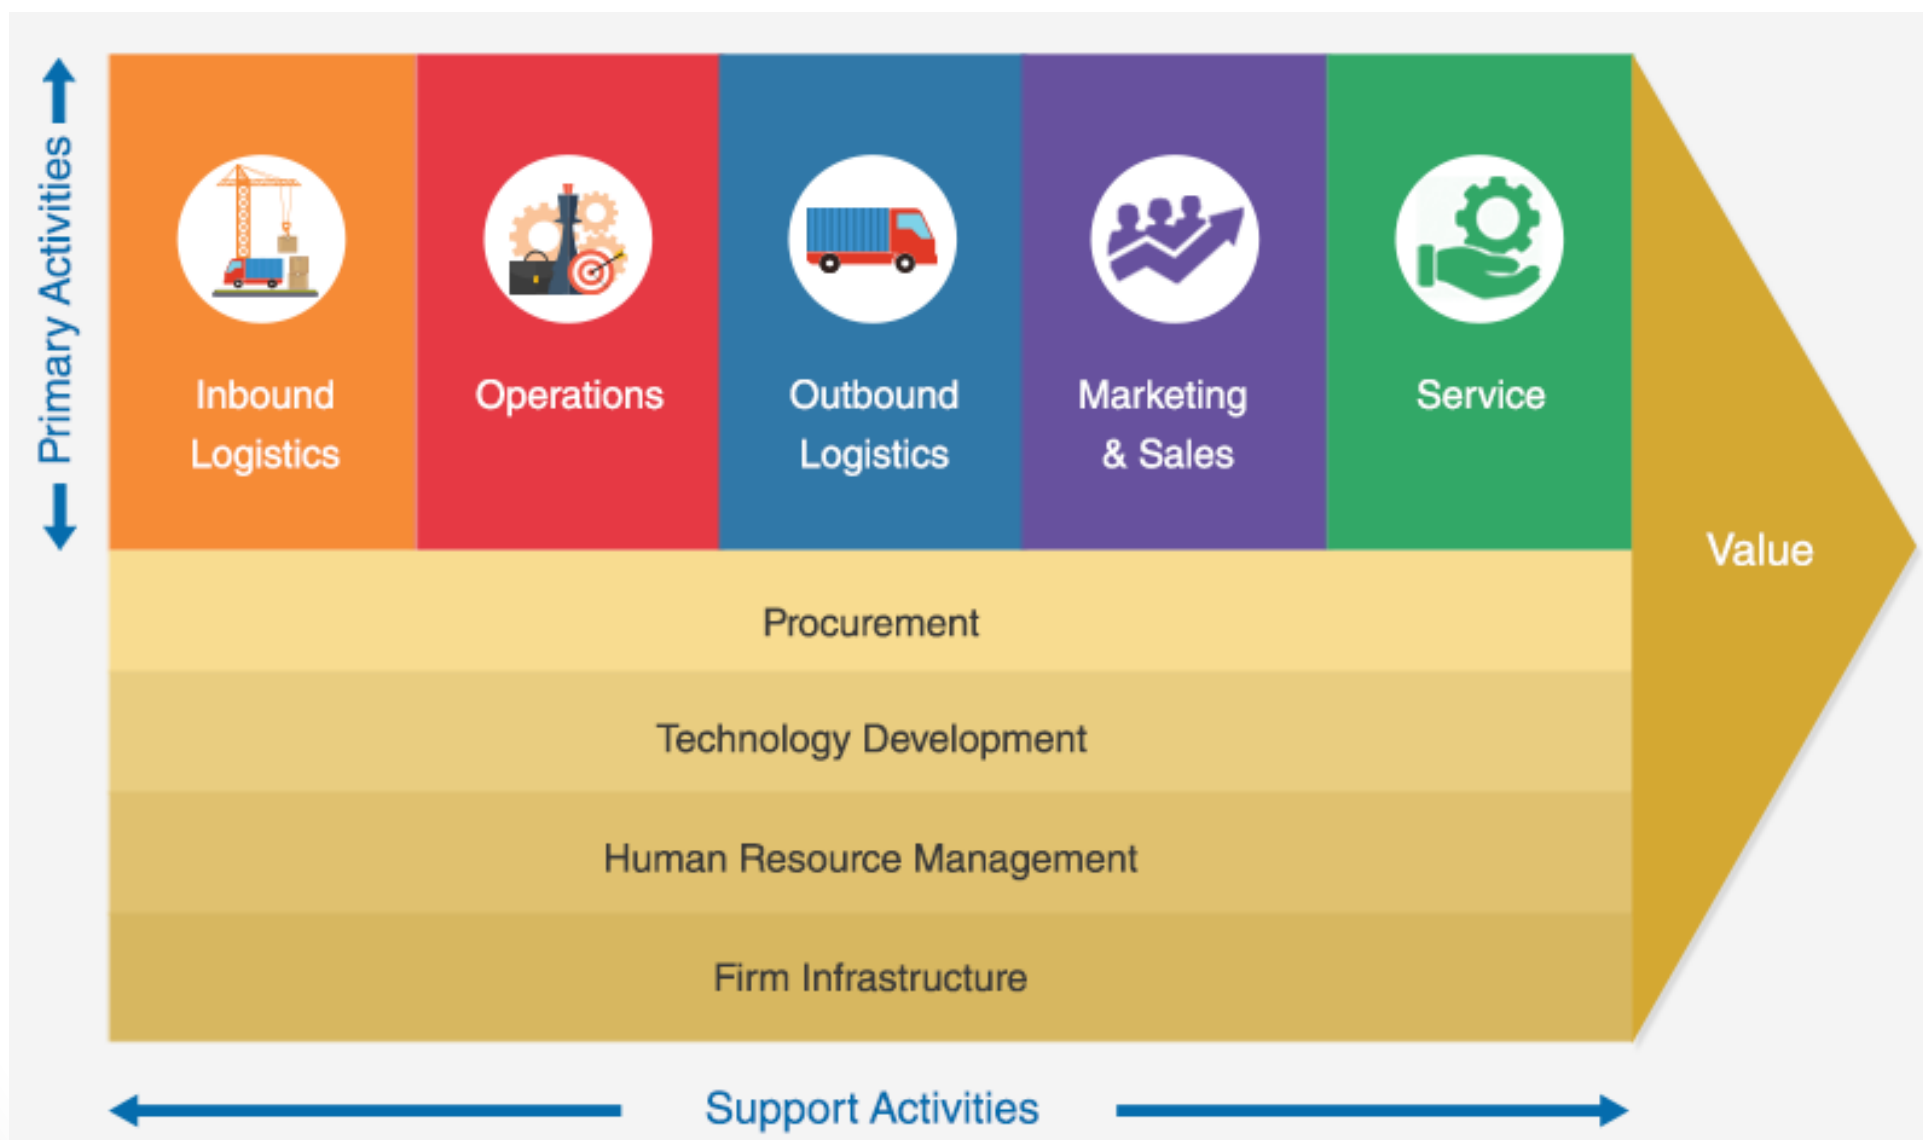 Primary Activities
Inbound
Logistics
Operations
Outbound
Logistics
Marketing
& Sales
Service
Value
Procurement
Technology Development
Human Resource Management
Firm Infrastructure
Support Activities